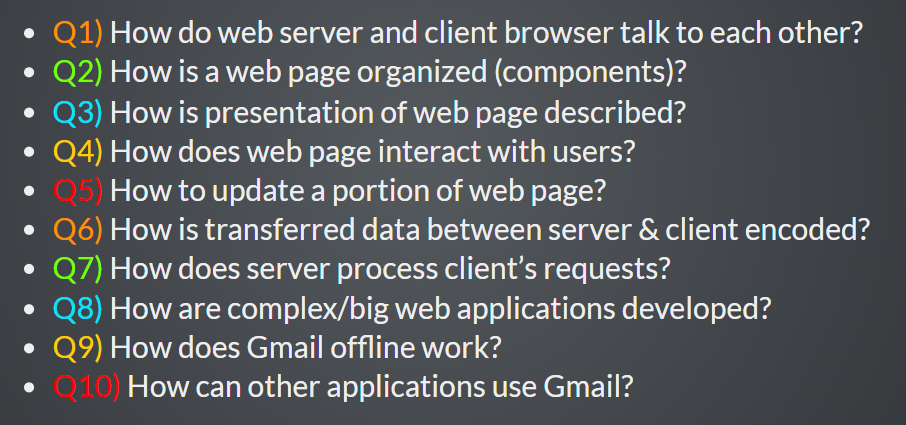 • Q1) How do web server and client browser talk to each other?
• Q2) How is a web page organized (components)?
• Q3) How is presentation of web page described?
• Q4) How does web page interact with users?
• Q5) How to update a portion of web page?
• Q6) How is transferred data between server & client encoded?
• Q7) How does server process client’s requests?
• Q8) How are complex/big web applications developed?
• Q9) How does Gmail offline work?
• Q10) How can other applications use Gmail?